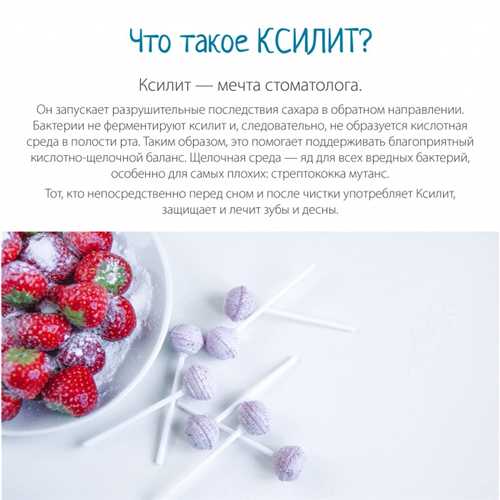 Что такое КСИЛИТ?
Ксилит — мечта стоматолога.
Он запускает разрушительные последствия сахара в обратном направлении.
Бактерии не ферментируют ксилит и, следовательно, не образуется кислотная
среда в полости рта. Таким образом, это помогает поддерживать благоприятный
кислотно-щелочной баланс. Щелочная среда — яд для всех вредных бактерий,
особенно для самых плохих: стрептококка мутанс.
Тот, кто непосредственно перед сном и после чистки употребляет Ксилит,
защищает и лечит зубы и десны.